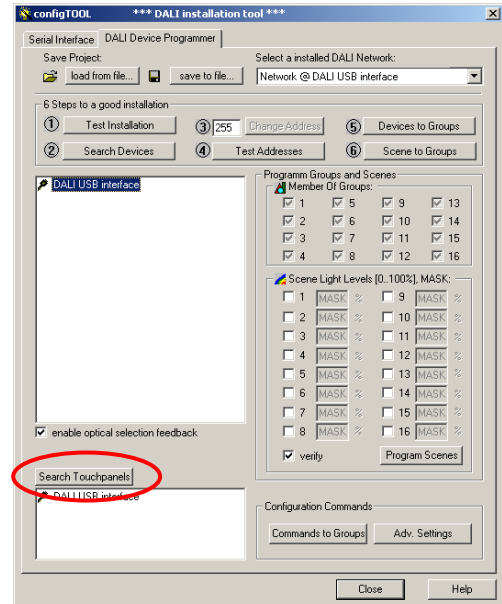 configTOOL *** DALI installation tool ***
Serial Interface DALI Device Programmer
Save Project: Select a installed DALI Network:
load from file... save to file... Network @ DALI USB interface
6 Steps to a good installation
1 Test Installation 3 255 Change Address 5 Devices to Groups
2 Search Devices 4 Test Addresses 6 Scene to Groups
DALI USB interface
Programm Groups and Scenes
Member Of Groups:
1 5 9 13
2 6 10 14
3 7 11 15
4 8 12 16
Scene Light Levels [0..100%], MASK:
1 MASK % 9 MASK %
2 MASK % 10 MASK %
3 MASK % 11 MASK %
4 MASK % 12 MASK %
5 MASK % 13 MASK %
6 MASK % 14 MASK %
7 MASK % 15 MASK %
8 MASK % 16 MASK %
verify Program Scenes
enable optical selection feedback
Search Touchpanels
DALI USB interface
Configuration Commands
Commands to Groups Adv. Settings
Close Help